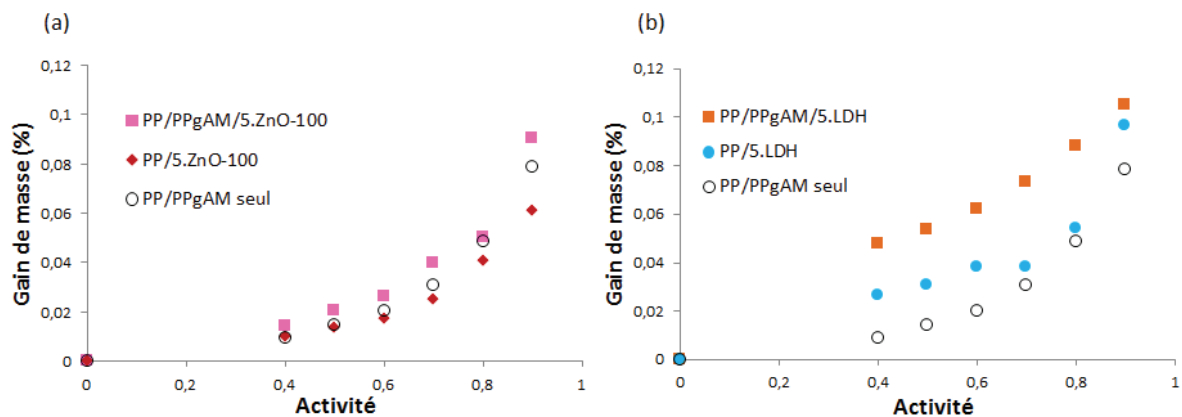 (a)
Gain de masse (%)
0,12
0,1
0,08
0,06
0,04
0,02
0
PP/PPgAM/5.ZnO-100
PP/5.ZnO-100
PP/PPgAM seul
0
0,2
0,4
0,6
0,8
1
Activité
(b)
Gain de masse (%)
0,12
0,1
0,08
0,06
0,04
0,02
0
PP/PPgAM/5.LDH
PP/5.LDH
PP/PPgAM seul
0
0,2
0,4
0,6
0,8
1
Activité